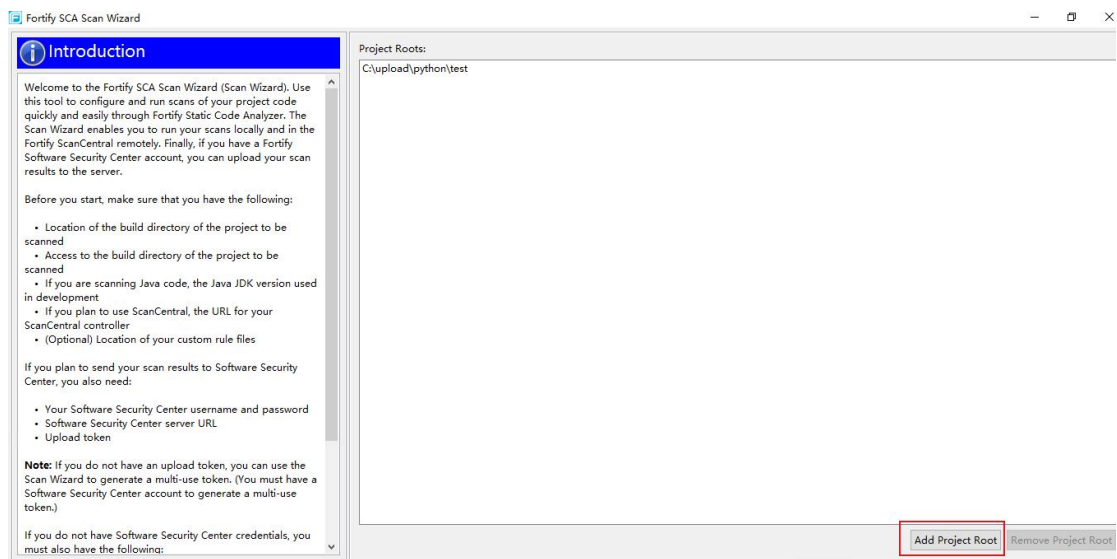 Fortify SCA Scan Wizard
Introduction
Welcome to the Fortify SCA Scan Wizard (Scan Wizard). Use
this tool to configure and run scans of your project code
quickly and easily through Fortify Static Code Analyzer. The
Scan Wizard enables you to run your scans locally and in the
Fortify ScanCentral remotely. Finally, if you have a Fortify
Software Security Center account, you can upload your scan
results to the server.
Before you start, make sure that you have the following:
• Location of the build directory of the project to be
scanned
• Access to the build directory of the project to be
scanned
• If you are scanning Java code, the Java JDK version used
in development
• If you plan to use ScanCentral, the URL for your
ScanCentral controller
• (Optional) Location of your custom rule files
If you plan to send your scan results to Software Security
Center, you also need:
• Your Software Security Center username and password
• Software Security Center server URL
• Upload token
Note: If you do not have an upload token, you can use the
Scan Wizard to generate a multi-use token. (You must have a
Software Security Center account to generate a multi-use
token.)
If you do not have Software Security Center credentials, you
must also have the following:
Project Roots:
C:\upload\python\test
Add Project Root
Remove Project Root